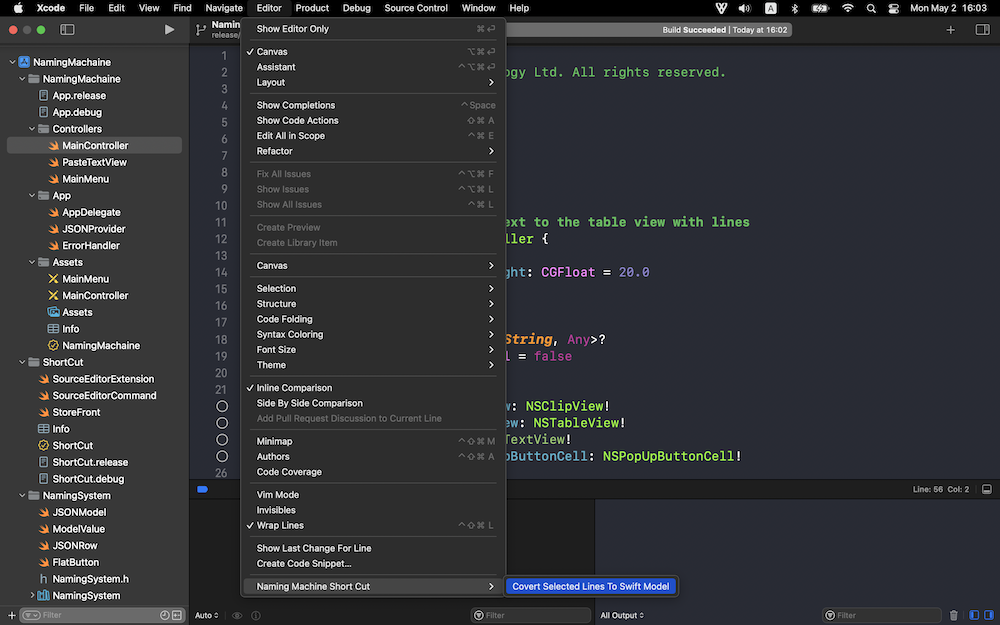 Xcode File Edit View Find Navigate Editor Product Debug Source Control Window Help A Mon May 2 16:03
Namin
release/
Build Succeeded | Today at 16:02
NamingMachaine
NamingMachaine
App.release
App.debug
Controllers
MainController
PasteTextView
MainMenu
App
AppDelegate
JSONProvider
ErrorHandler
Assets
MainMenu
MainController
Assets
Info
NamingMachaine
ShortCut
SourceEditorExtension
SourceEditorCommand
StoreFront
Info
ShortCut
ShortCut.release
ShortCut.debug
NamingSystem
JSONModel
ModelValue
JSONRow
FlatButton
NamingSystem.h
NamingSystem
Filter
1
2
3
4
5
6
7
8
9
10
11
12
13
14
15
16
17
18
19
20
21
26
Show Editor Only ⌘↩
✓ Canvas ⌥⌘↩
Assistant ^⌥⌘↩
Layout
Show Completions ^Space
Show Code Actions ⇧⌘A
Edit All in Scope ^⌘E
Refactor
Fix All Issues ^⌥⌘F
Show Issues ^⌥⌘L
Show All Issues ^⌘L
Create Preview
Create Library Item
Canvas
Selection
Structure
Code Folding
Syntax Coloring
Font Size
Theme
✓ Inline Comparison
Side By Side Comparison
Add Pull Request Discussion to Current Line
Minimap ^⇧⌘M
Authors ^⇧⌘A
Code Coverage
Vim Mode
Invisibles
✓ Wrap Lines ^⇧⌘L
Show Last Change For Line
Create Code Snippet...
Naming Machine Short Cut
Covert Selected Lines To Swift Model
ogy Ltd. All rights reserved.
ext to the table view with lines
ller {
ght: CGFloat = 20.0
String, Any>?
l = false
w: NSClipView!
ew: NSTableView!
TextView!
pButtonCell: NSPopUpButtonCell!
Line: 56 Col: 2
Auto
Filter
All Output
Filter